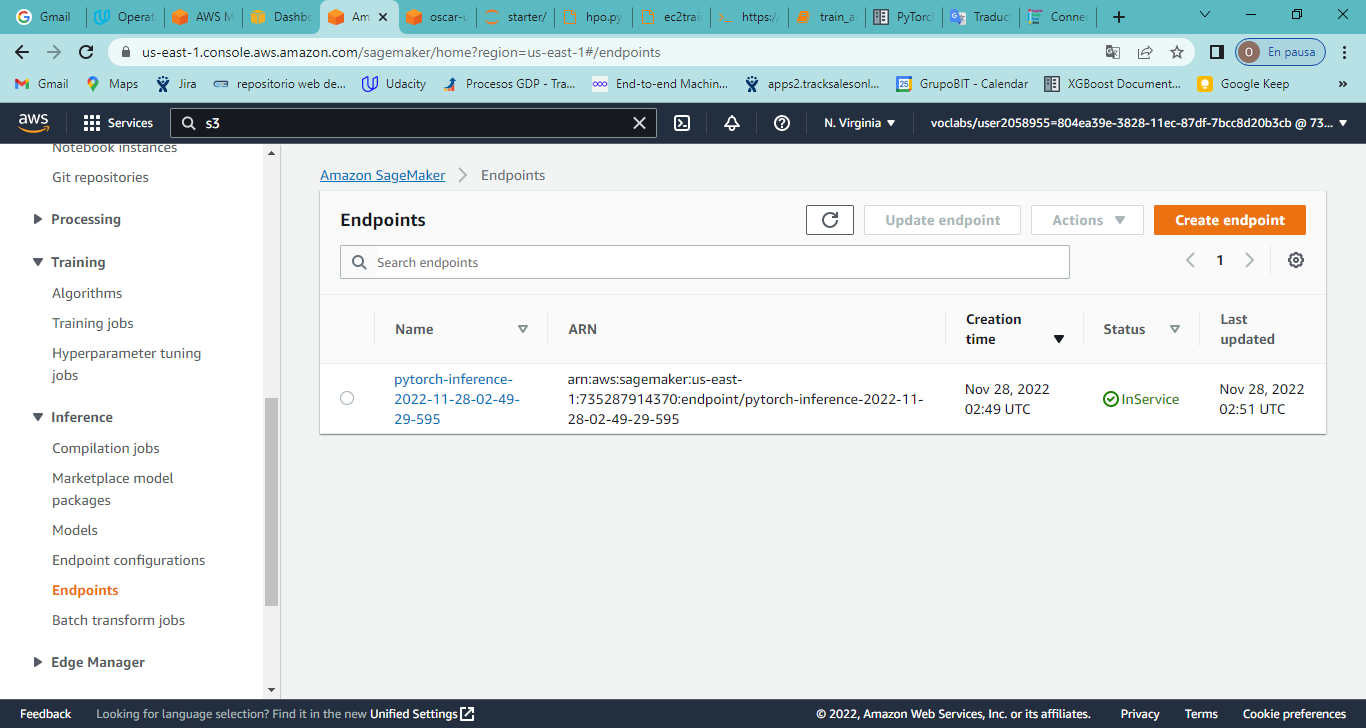 Gmail
Operat
AWS M
Dashbo
Am
oscar-u
starter/
hpo.py
ec2trai
https://
train_a
PyTorch
Traduct
Conne
us-east-1.console.aws.amazon.com/sagemaker/home?region=us-east-1#/endpoints
O En pausa
Gmail
Maps
Jira
repositorio web de...
Udacity
Procesos GDP - Tra...
End-to-end Machin...
apps2.tracksalesonl...
25 GrupoBIT - Calendar
XGBoost Document...
Google Keep
»
aws
Services
s3
N. Virginia
voclabs/user2058955=804ea39e-3828-11ec-87df-7bcc8d20b3cb @ 73...
Notebook instances
Git repositories
Processing
Training
Algorithms
Training jobs
Hyperparameter tuning
jobs
Inference
Compilation jobs
Marketplace model
packages
Models
Endpoint configurations
Endpoints
Batch transform jobs
Edge Manager
Amazon SageMaker
Endpoints
Endpoints
Update endpoint
Actions
Create endpoint
Search endpoints
1
Name
ARN
Creation
time
Status
Last
updated
pytorch-inference-
2022-11-28-02-49-
29-595
arn:aws:sagemaker:us-east-
1:735287914370:endpoint/pytorch-inference-2022-11-
28-02-49-29-595
Nov 28, 2022
02:49 UTC
InService
Nov 28, 2022
02:51 UTC
Feedback
Looking for language selection? Find it in the new Unified Settings
© 2022, Amazon Web Services, Inc. or its affiliates.
Privacy
Terms
Cookie preferences